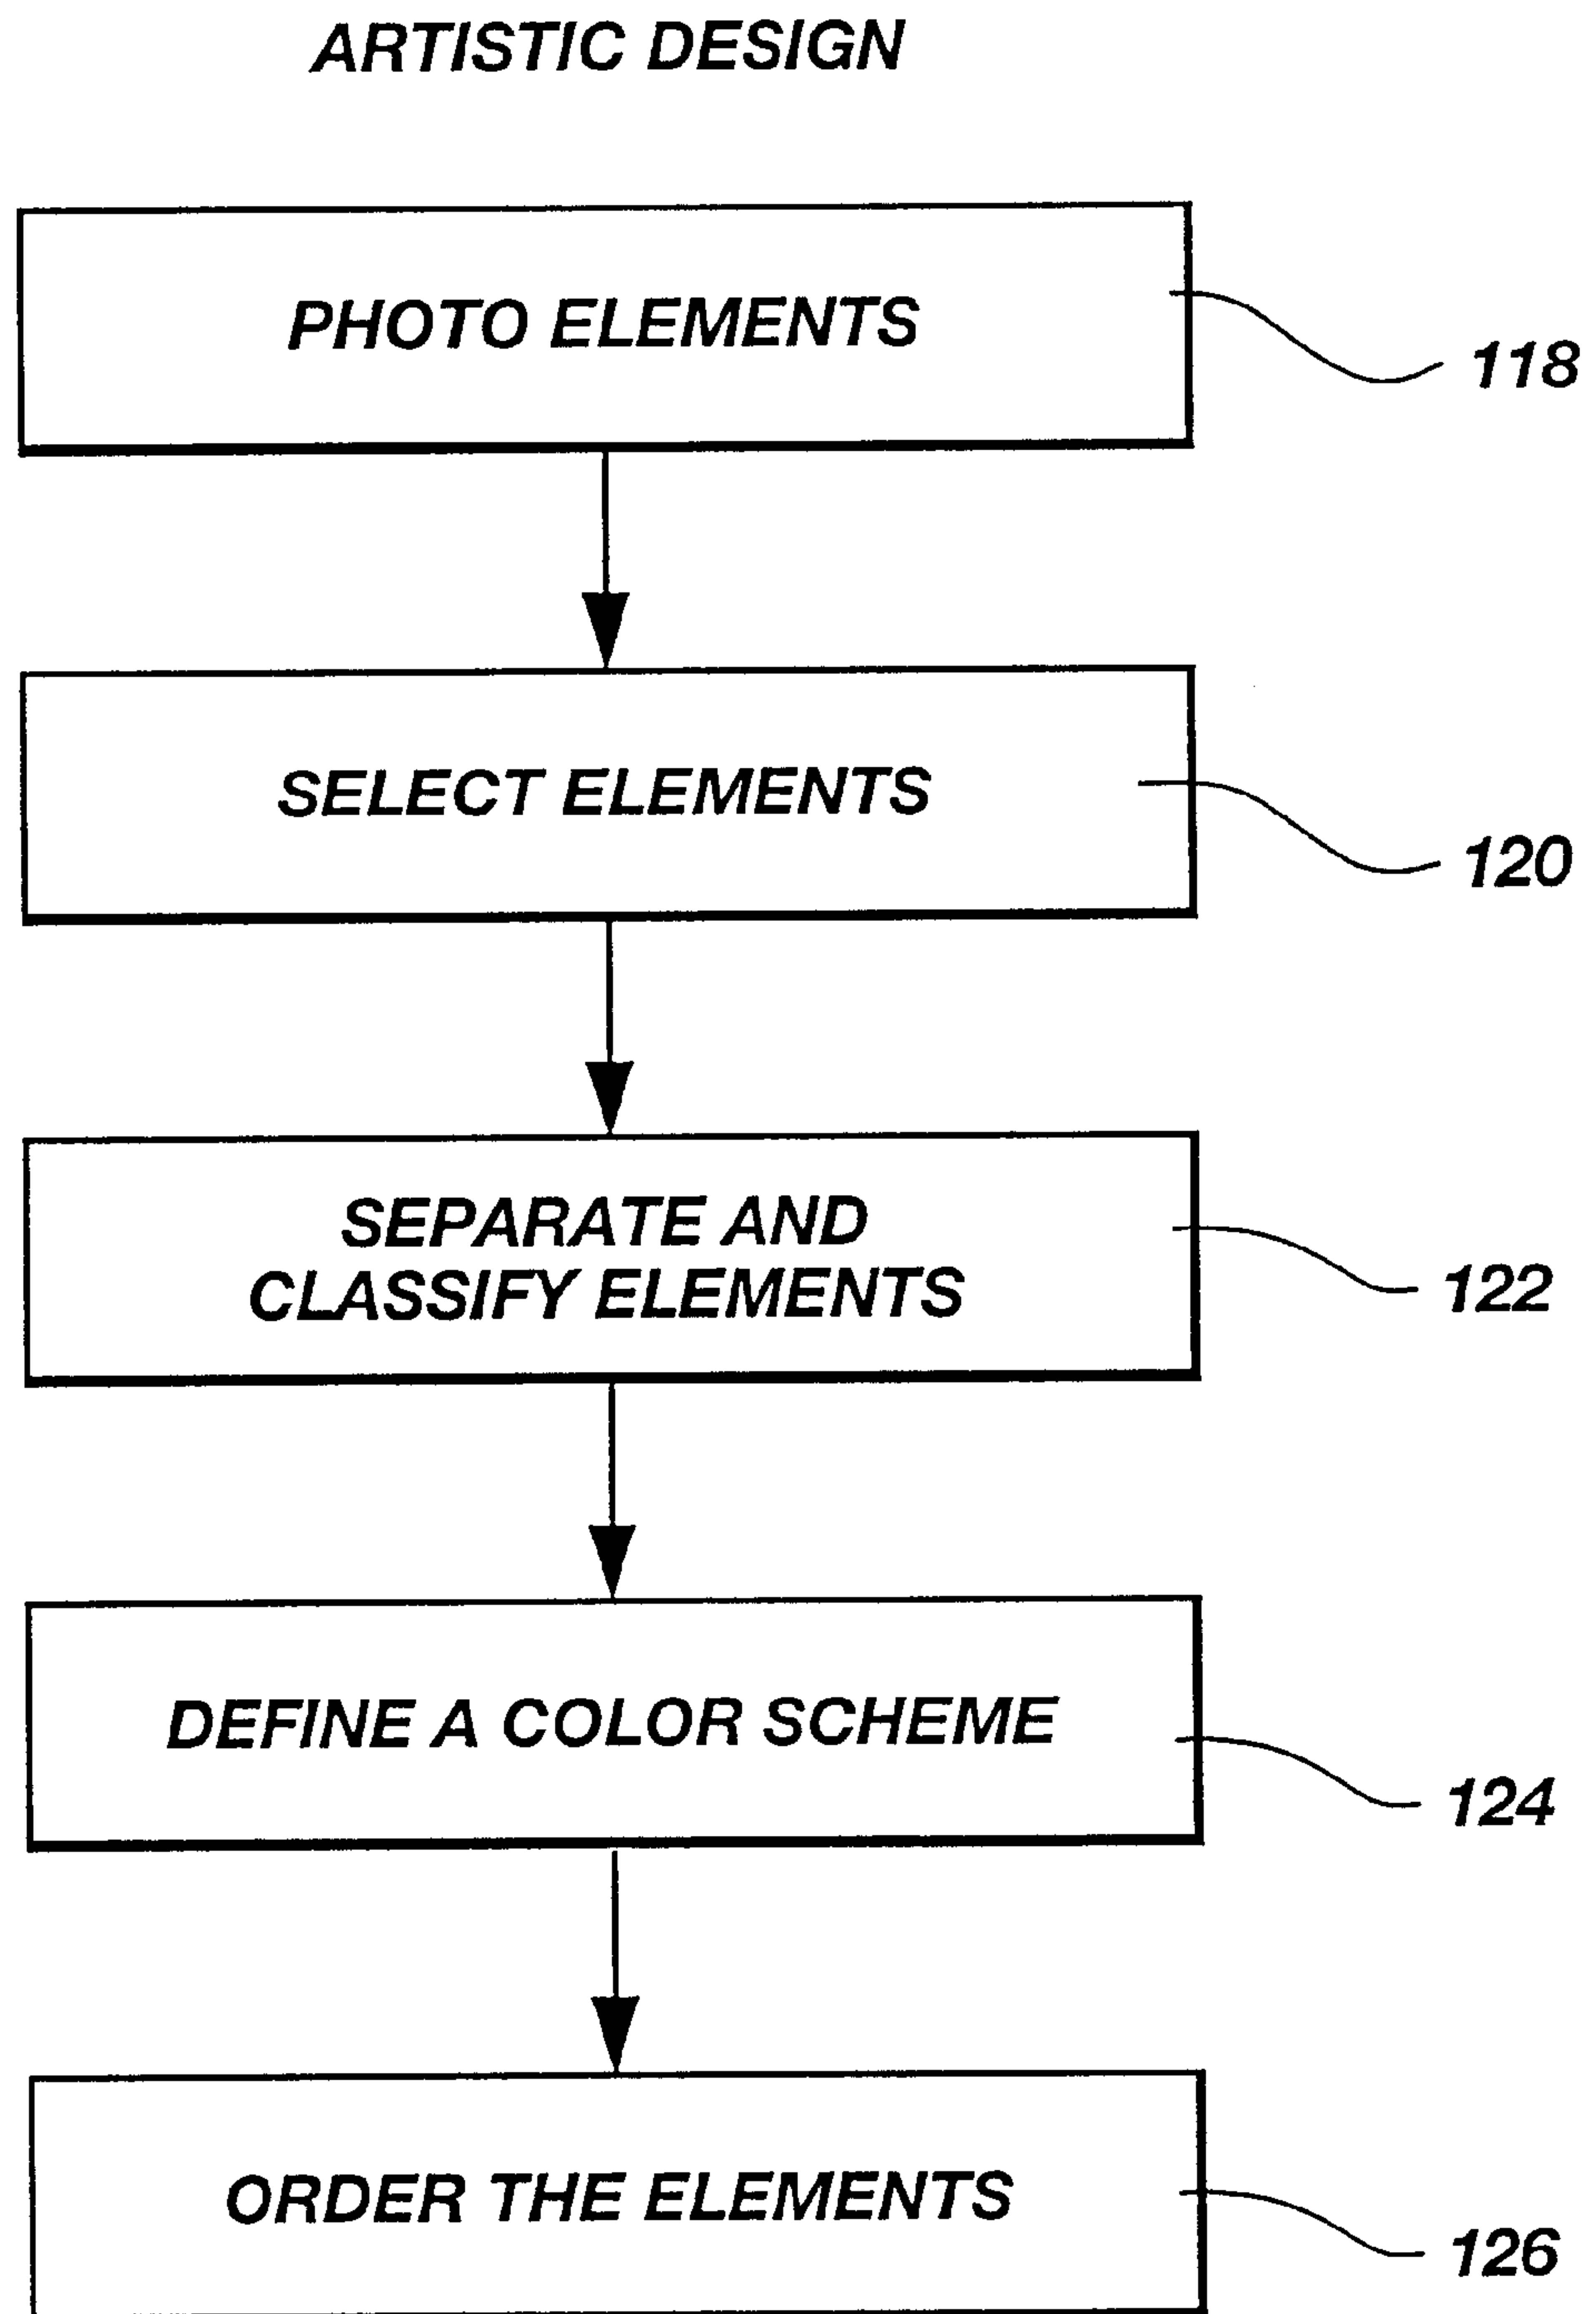 ARTISTIC DESIGN
PHOTO ELEMENTS
118
SELECT ELEMENTS
120
SEPARATE AND
CLASSIFY ELEMENTS
122
DEFINE A COLOR SCHEME
124
ORDER THE ELEMENTS
126